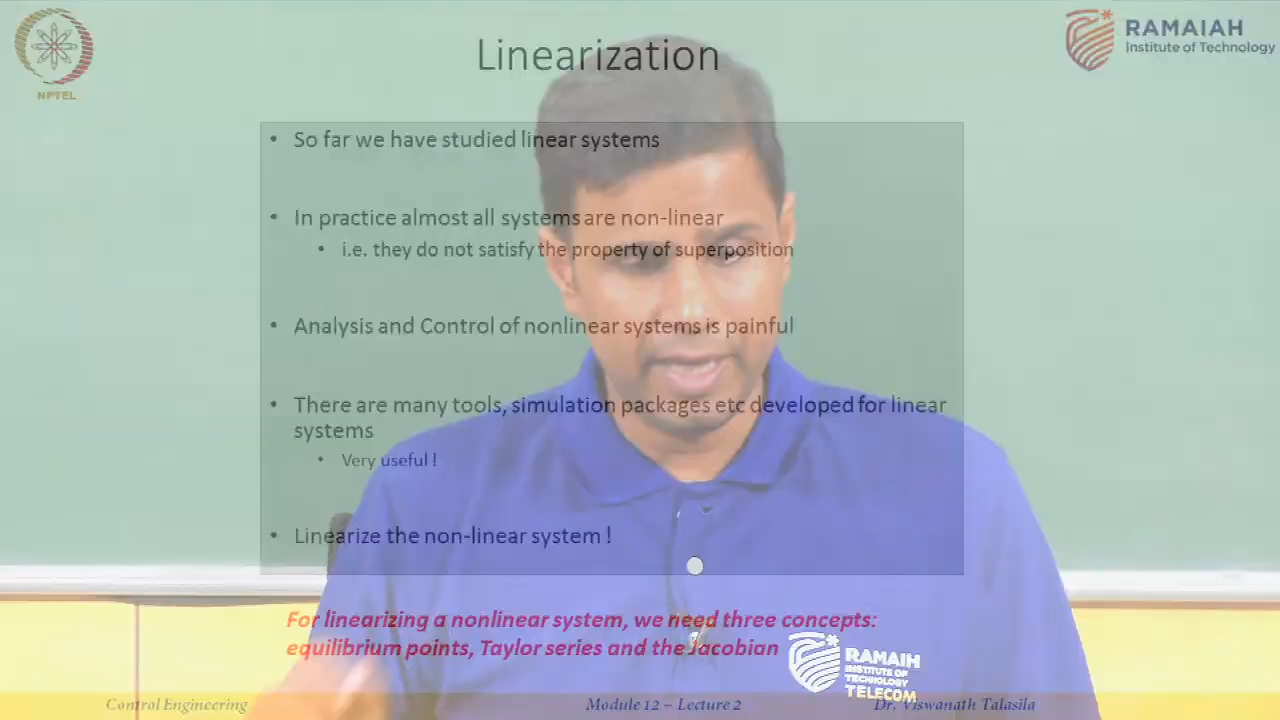 NPTEL
Linearization
RAMAIAH
Institute of Technology
• So far we have studied linear systems
• In practice almost all systems are non-linear
• i.e. they do not satisfy the property of superposition
• Analysis and Control of nonlinear systems is painful
• There are many tools, simulation packages etc developed for linear
systems
• Very useful !
• Linearize the non-linear system !
For linearizing a nonlinear system, we need three concepts:
equilibrium points, Taylor series and the Jacobian
RAMAIH
INSTITUTE OF
TECHNOLOGY
TELECOM
Control Engineering
Module 12 – Lecture 2
Dr. Viswanath Talasila